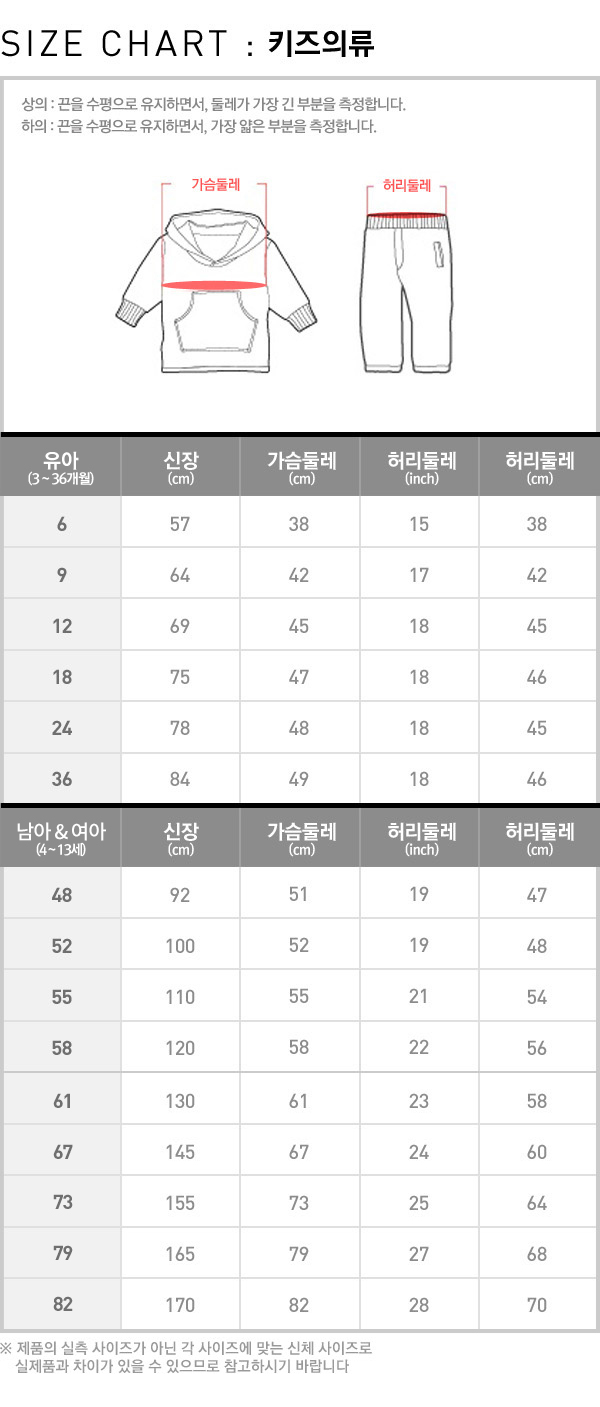 SIZE CHART : 키즈의류
상의 : 끈을 수평으로 유지하면서, 둘레가 가장 긴 부분을 측정합니다.
하의 : 끈을 수평으로 유지하면서, 가장 얇은 부분을 측정합니다.
가슴둘레 허리둘레
유아 신장 가슴둘레 허리둘레 허리둘레
(3 ~ 36개월) (cm) (cm) (inch) (cm)
6 57 38 15 38
9 64 42 17 42
12 69 45 18 45
18 75 47 18 46
24 78 48 18 45
36 84 49 18 46
남아 & 여아 신장 가슴둘레 허리둘레 허리둘레
(4 ~ 13세) (cm) (cm) (inch) (cm)
48 92 51 19 47
52 100 52 19 48
55 110 55 21 54
58 120 58 22 56
61 130 61 23 58
67 145 67 24 60
73 155 73 25 64
79 165 79 27 68
82 170 82 28 70
※ 제품의 실측 사이즈가 아닌 각 사이즈에 맞는 신체 사이즈로
실제품과 차이가 있을 수 있으므로 참고하시기 바랍니다